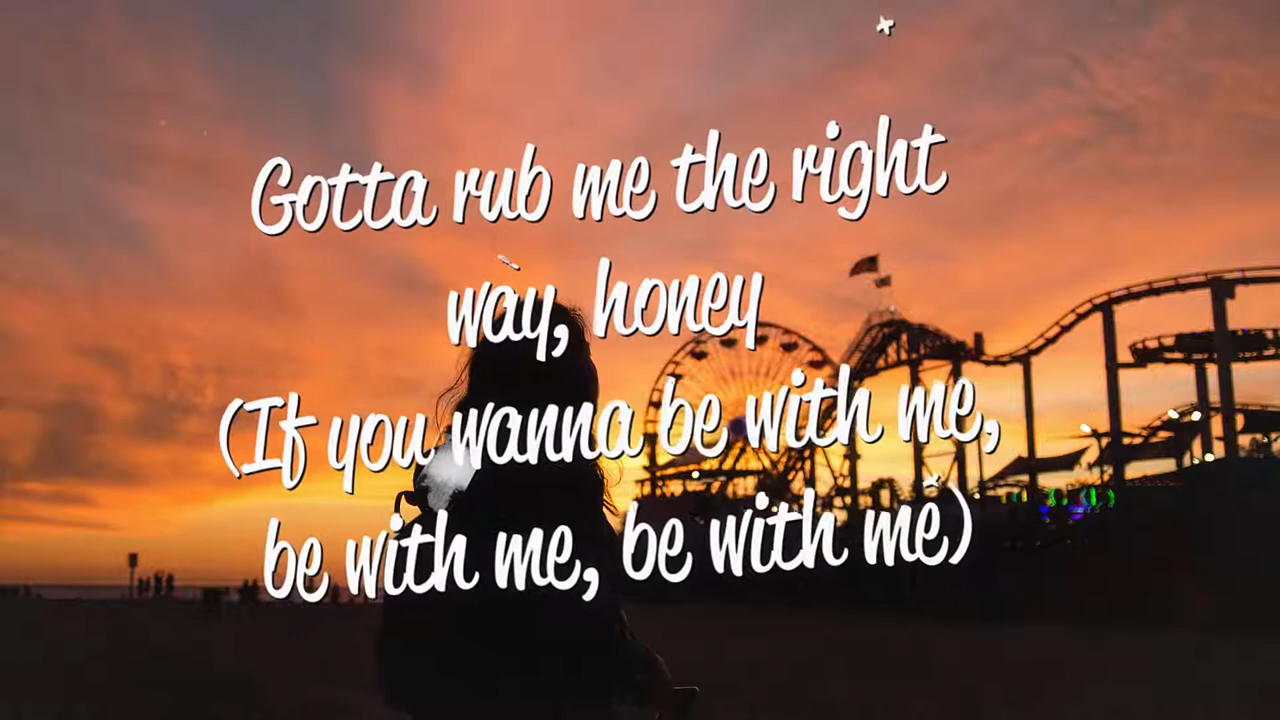 Gotta rub me the right
way, honey
(If you wanna be with me,
be with me, be with me)